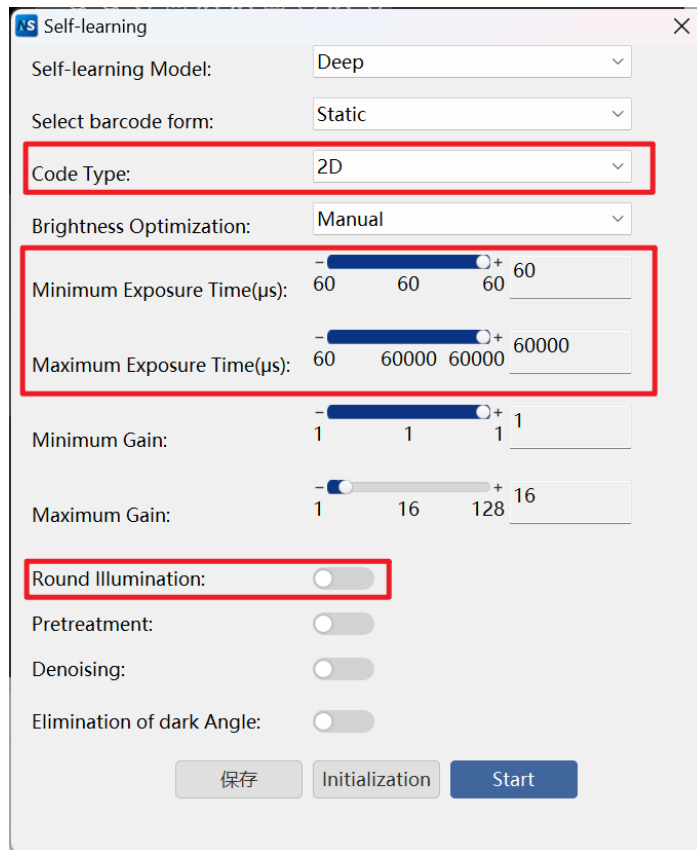 NS Self-learning
Self-learning Model: Deep
Select barcode form: Static
Code Type: 2D
Brightness Optimization: Manual
Minimum Exposure Time(μs): - + 60
60 60 60
Maximum Exposure Time(μs): - + 60000
60 60000 60000
Minimum Gain: - + 1
1 1 1
Maximum Gain: - + 16
1 16 128
Round Illumination:
Pretreatment:
Denoising:
Elimination of dark Angle:
保存 Initialization Start